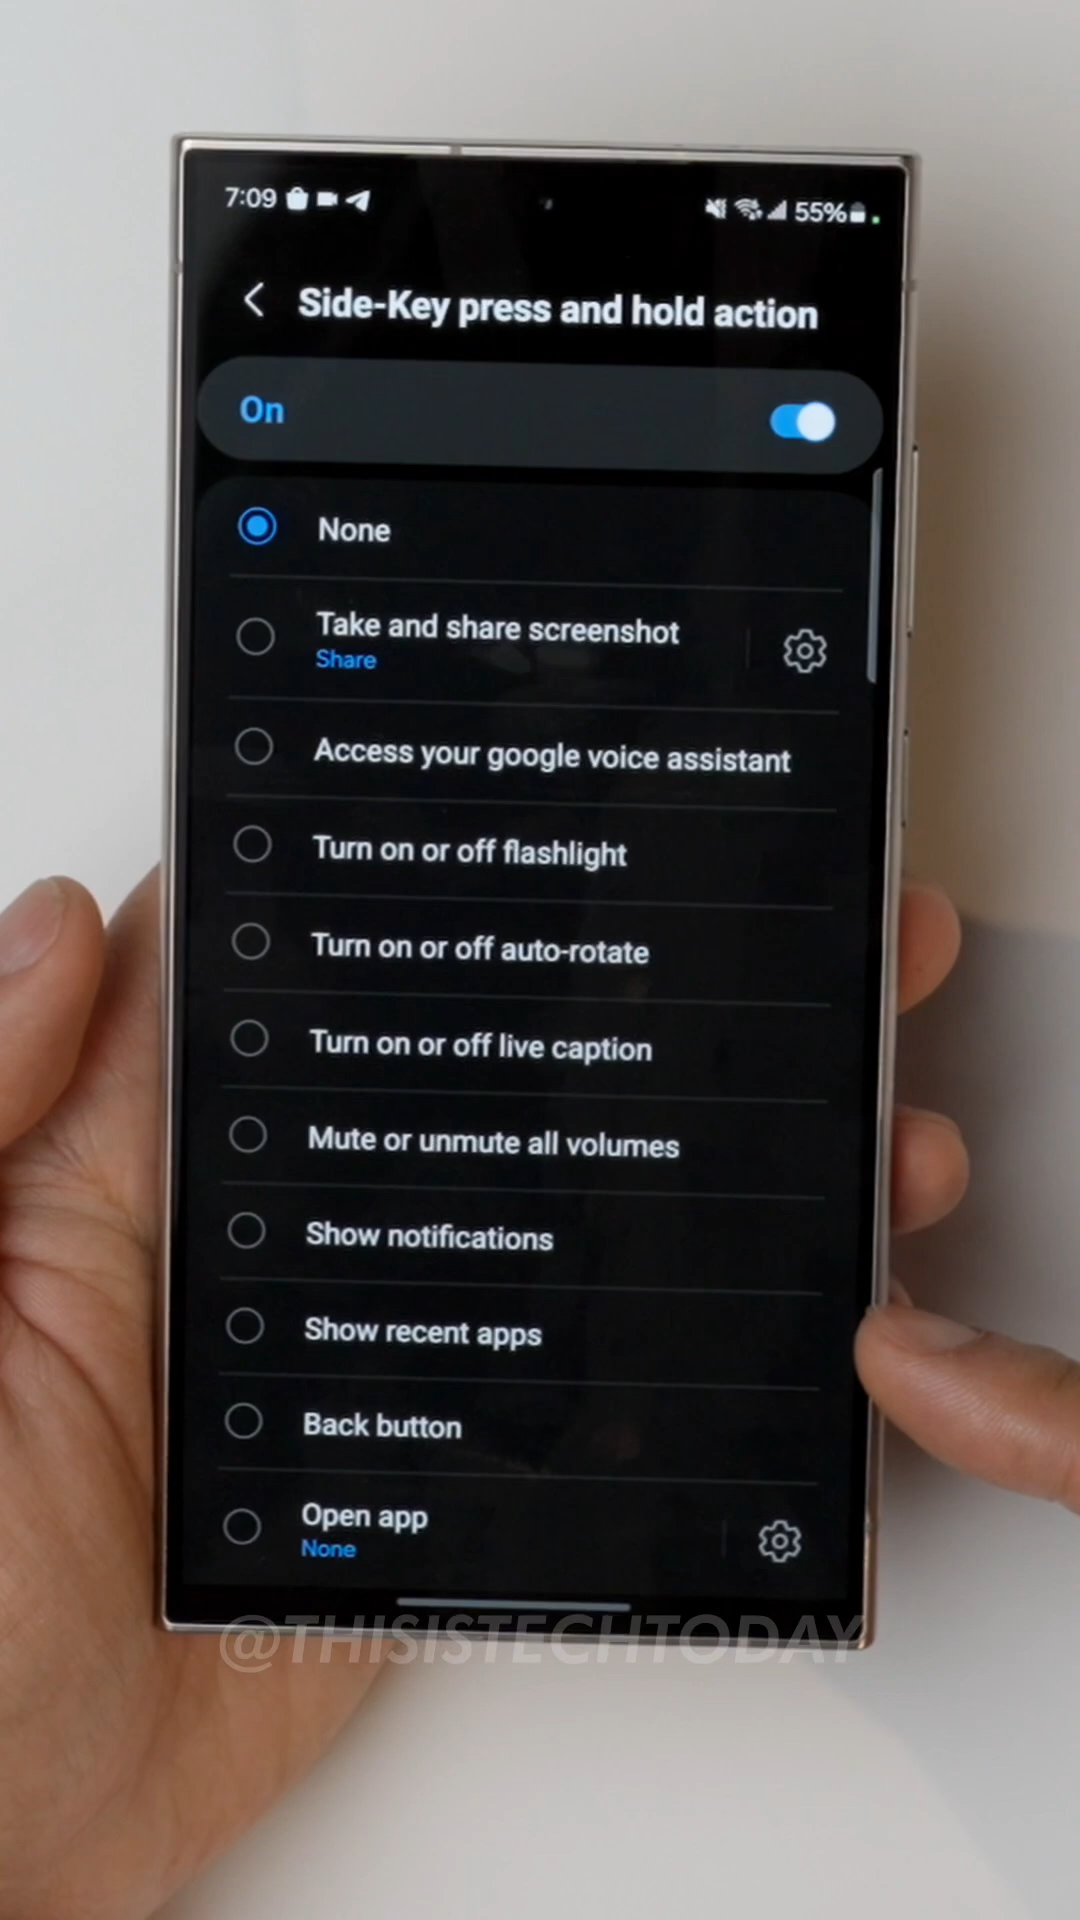 7:09
55%
Side-Key press and hold action
On
None
Take and share screenshot
Share
Access your google voice assistant
Turn on or off flashlight
Turn on or off auto-rotate
Turn on or off live caption
Mute or unmute all volumes
Show notifications
Show recent apps
Back button
Open app
None
@THISISTECHTODAY